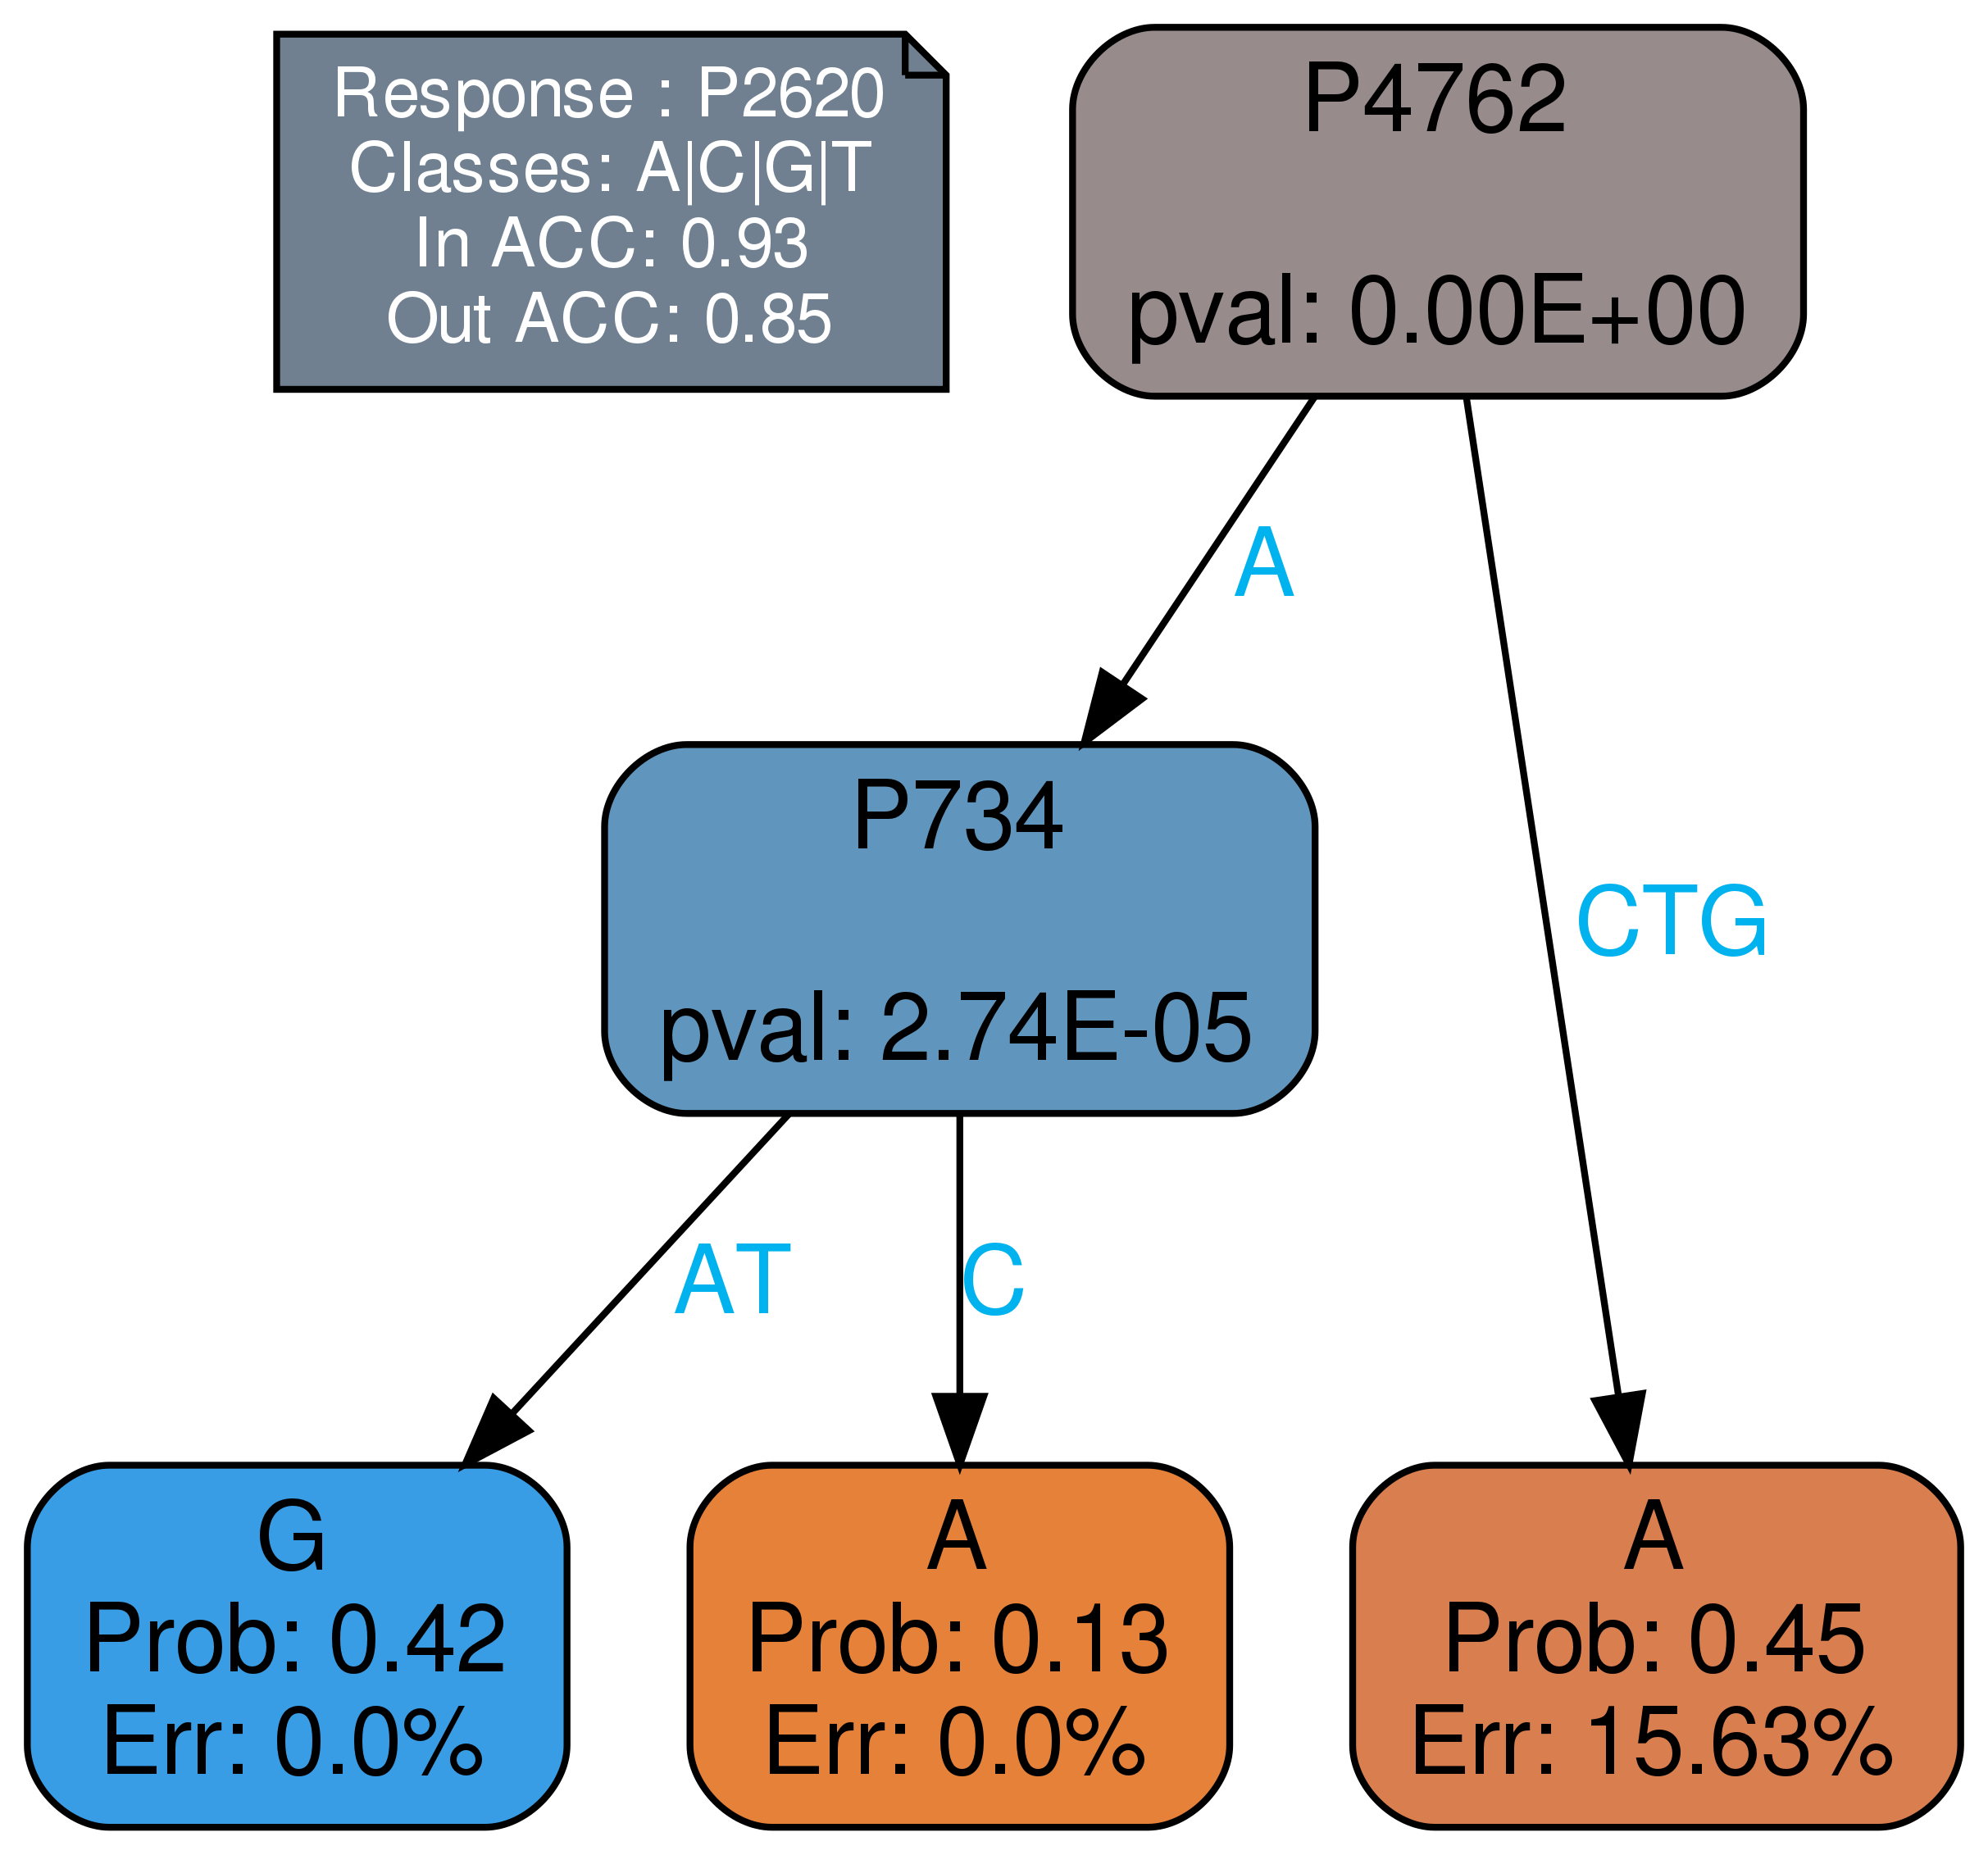 Response : P2620
Classes: A|C|G|T
In ACC: 0.93
Out ACC: 0.85
P4762
pval: 0.00E+00
A
P734
pval: 2.74E-05
CTG
AT
C
G
Prob: 0.42
Err: 0.0%
A
Prob: 0.13
Err: 0.0%
A
Prob: 0.45
Err: 15.63%